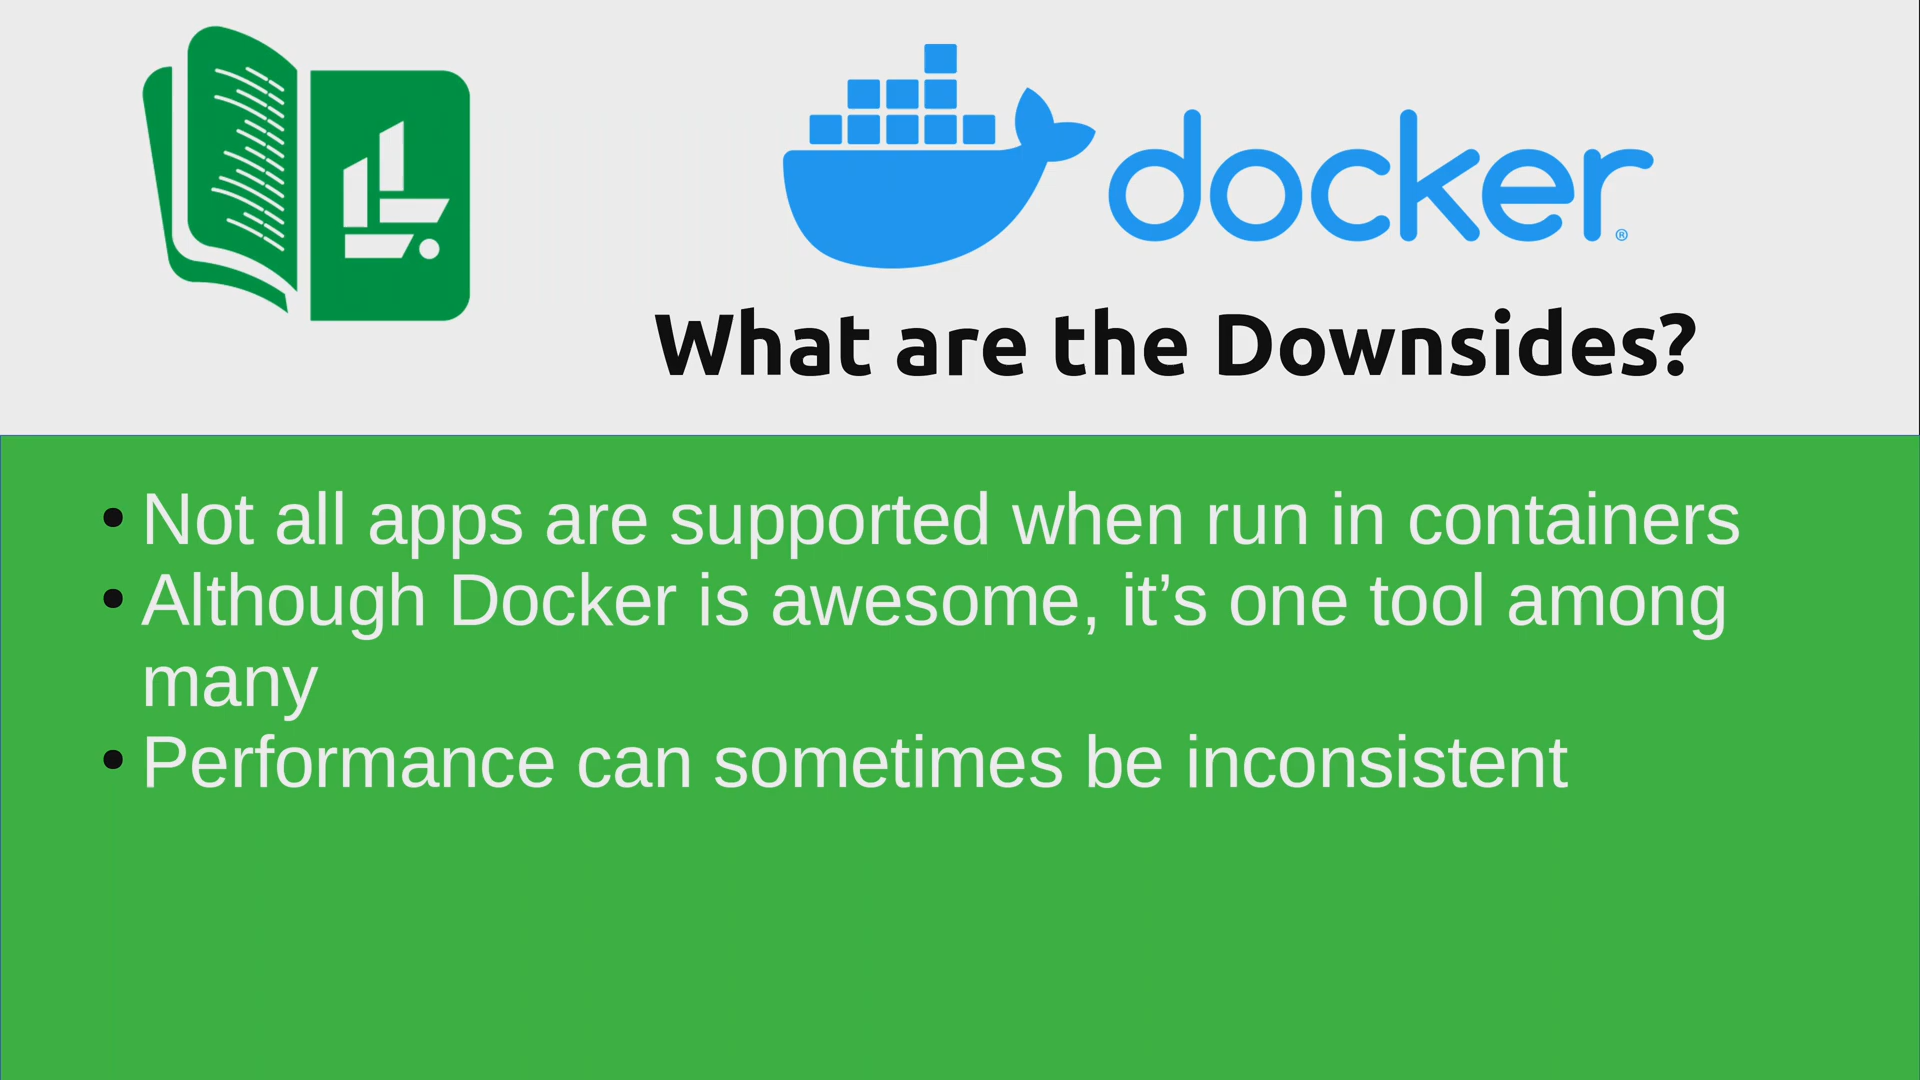 docker®
What are the Downsides?
• Not all apps are supported when run in containers
• Although Docker is awesome, it’s one tool among
many
• Performance can sometimes be inconsistent